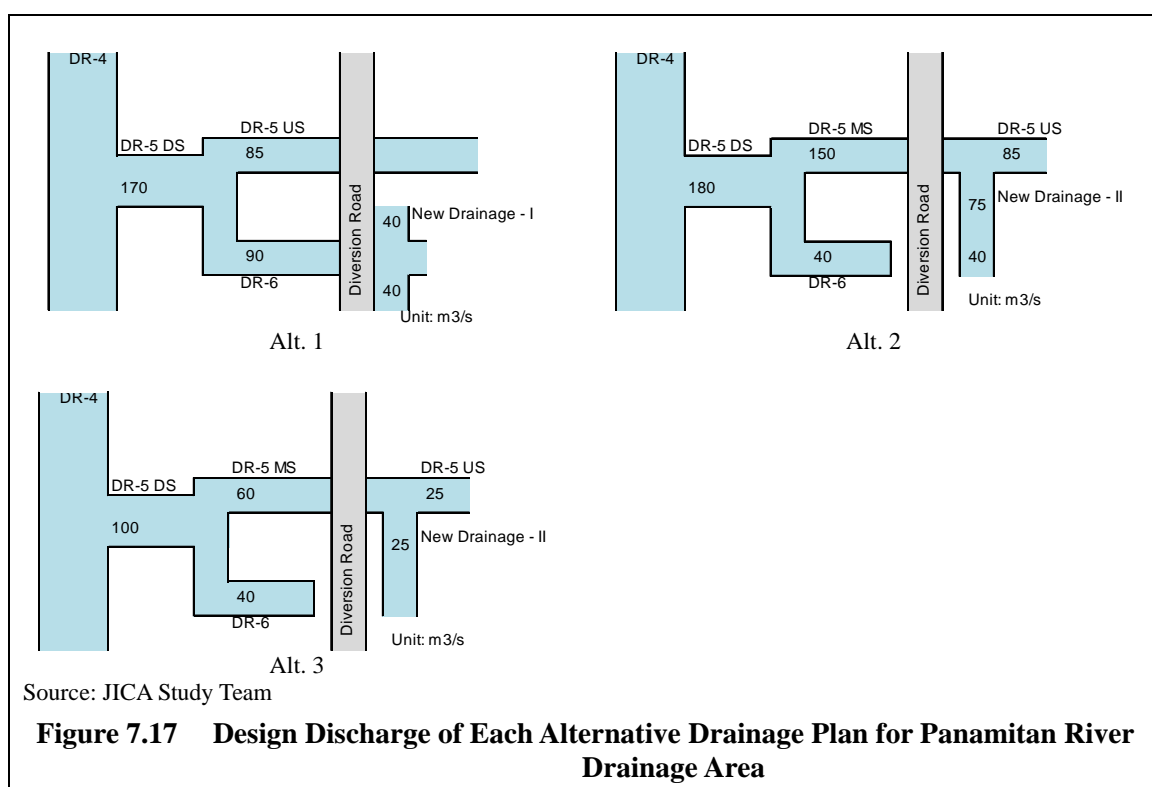 DR-4
DR-5 DS
DR-5 US
85
170
40
New Drainage - I
90
DR-6
40
Diversion Road
Unit: m3/s
Alt. 1
DR-4
DR-5 DS
DR-5 MS
DR-5 US
150
85
180
75
New Drainage - II
40
DR-6
40
Diversion Road
Unit: m3/s
Alt. 2
DR-4
DR-5 DS
DR-5 MS
DR-5 US
60
25
100
25
New Drainage - II
40
DR-6
Diversion Road
Unit: m3/s
Alt. 3
Source: JICA Study Team
Figure 7.17 Design Discharge of Each Alternative Drainage Plan for Panamitan River
Drainage Area